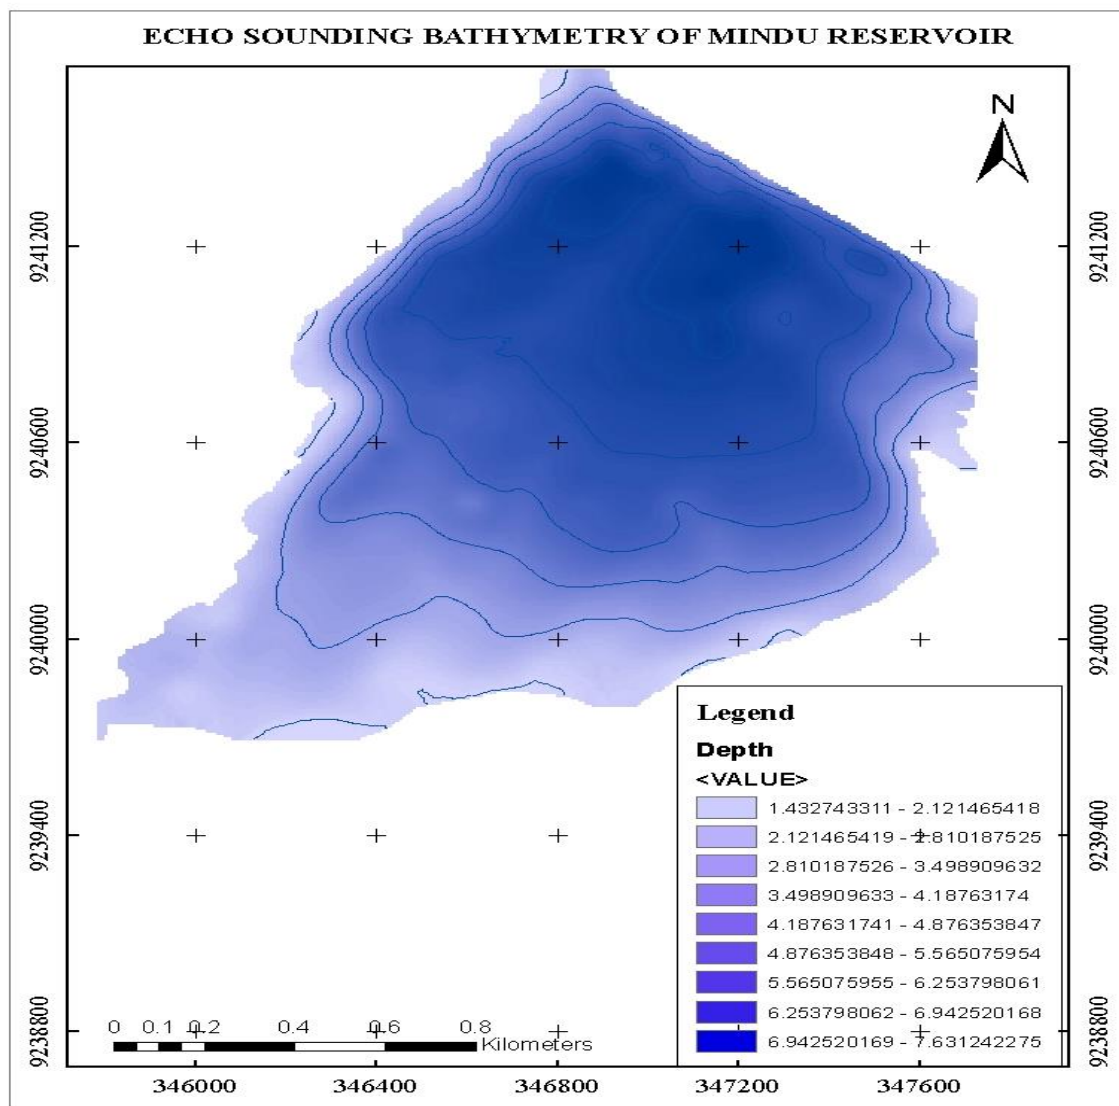 ECHO SOUNDING BATHYMETRY OF MINDU RESERVOIR
N
9241200
9241200
9240600
9240600
9240000
9240000
9239400
9239400
9238800
9238800
Legend
Depth
<VALUE>
1.432743311 - 2.121465418
2.121465419 - 2.810187525
2.810187526 - 3.498909632
3.498909633 - 4.18763174
4.187631741 - 4.876353847
4.876353848 - 5.565075954
5.565075955 - 6.253798061
6.253798062 - 6.942520168
6.942520169 - 7.631242275
0 0.1 0.2 0.4 0.6 0.8
Kilometers
346000 346400 346800 347200 347600